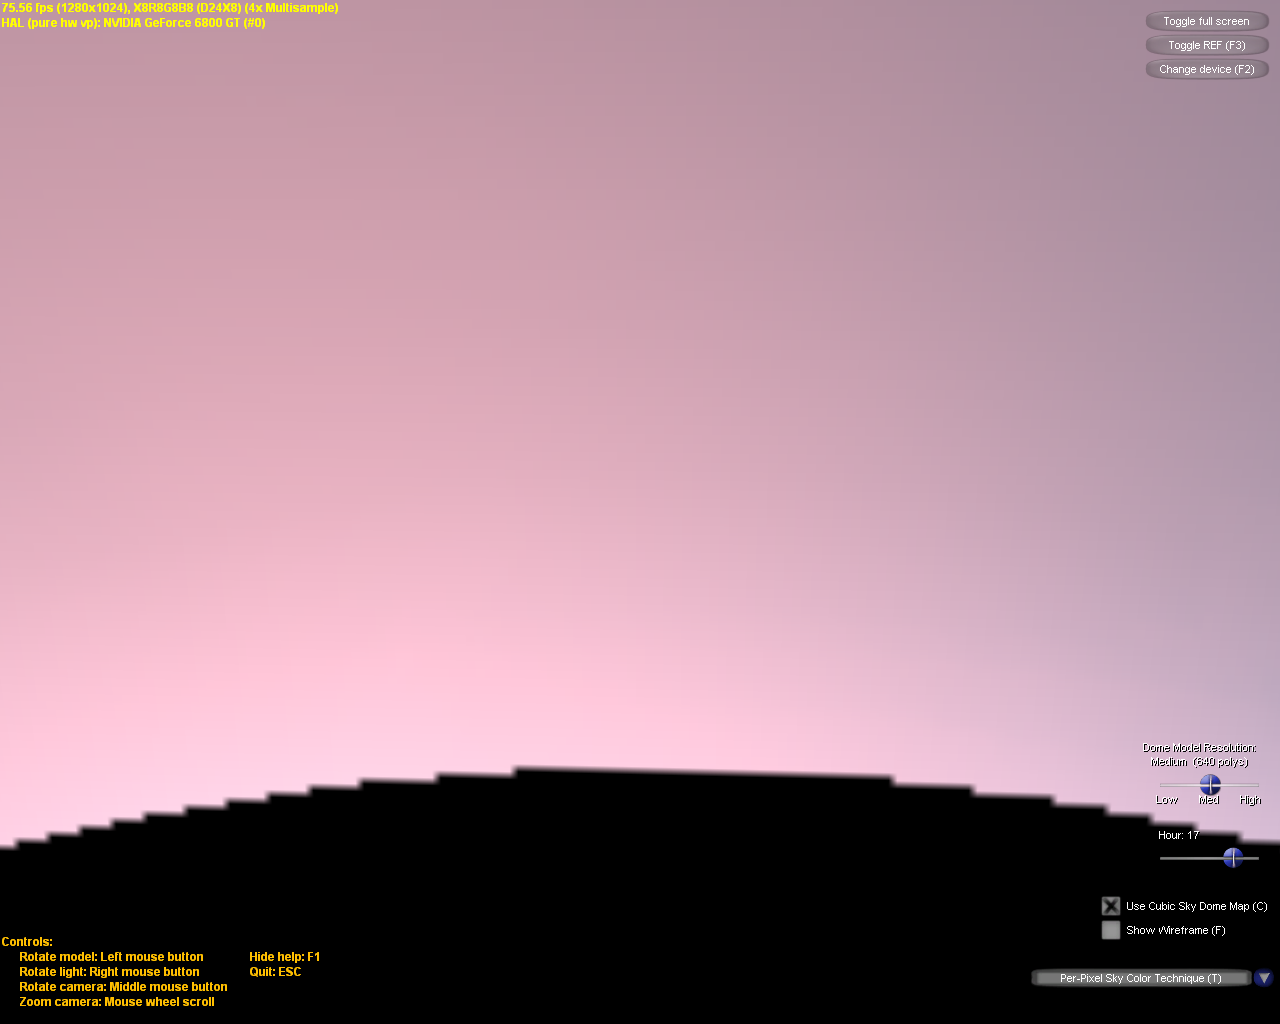 75.56 fps (1280x1024), X8R8G8B8 (D24X8) (4x Multisample)
HAL (pure hw vp): NVIDIA GeForce 6800 GT (#0)
Toggle full screen
Toggle REF (F3)
Change device (F2)
Dome Model Resolution:
Medium (640 polys)
Low Med High
Hour: 17
Use Cubic Sky Dome Map (C)
Show Wireframe (F)
Per-Pixel Sky Color Technique (T)
Controls:
Rotate model: Left mouse button Hide help: F1
Rotate light: Right mouse button Quit: ESC
Rotate camera: Middle mouse button
Zoom camera: Mouse wheel scroll